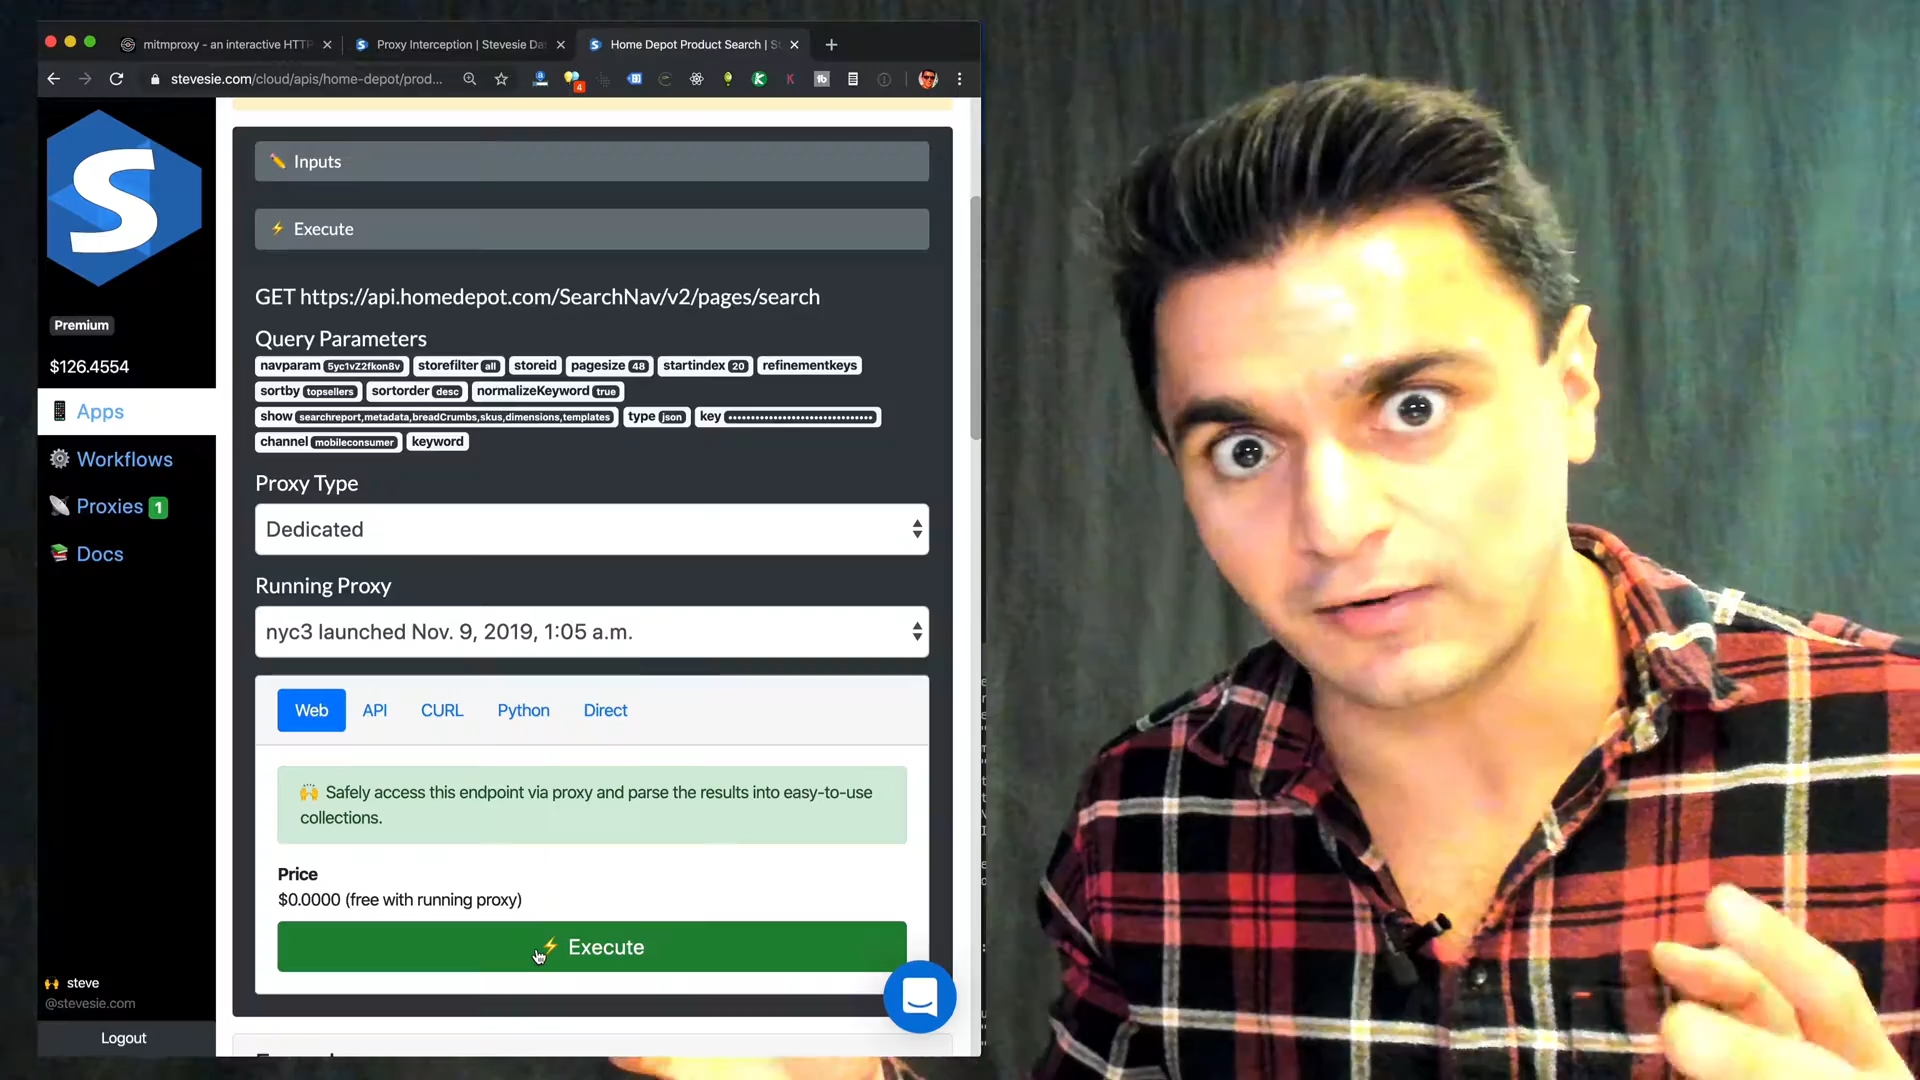 mitmproxy - an interactive HTTP
Proxy Interception | Stevesie Da
Home Depot Product Search | S
stevesie.com/cloud/apis/home-depot/prod...
4
S
Premium
$126.4554
Apps
Workflows
Proxies 1
Docs
steve
@stevesie.com
Logout
Inputs
Execute
GET https://api.homedepot.com/SearchNav/v2/pages/search
Query Parameters
navparam 5yc1vZ2fkon8v storefilter all storeid pagesize 48 startindex 20 refinementkeys
sortby topsellers sortorder desc normalizeKeyword true
show searchreport,metadata,breadCrumbs,skus,dimensions,templates type json key ••••••••••••••••••••••••••••••••
channel mobileconsumer keyword
Proxy Type
Dedicated
Running Proxy
nyc3 launched Nov. 9, 2019, 1:05 a.m.
Web API CURL Python Direct
Safely access this endpoint via proxy and parse the results into easy-to-use
collections.
Price
$0.0000 (free with running proxy)
Execute